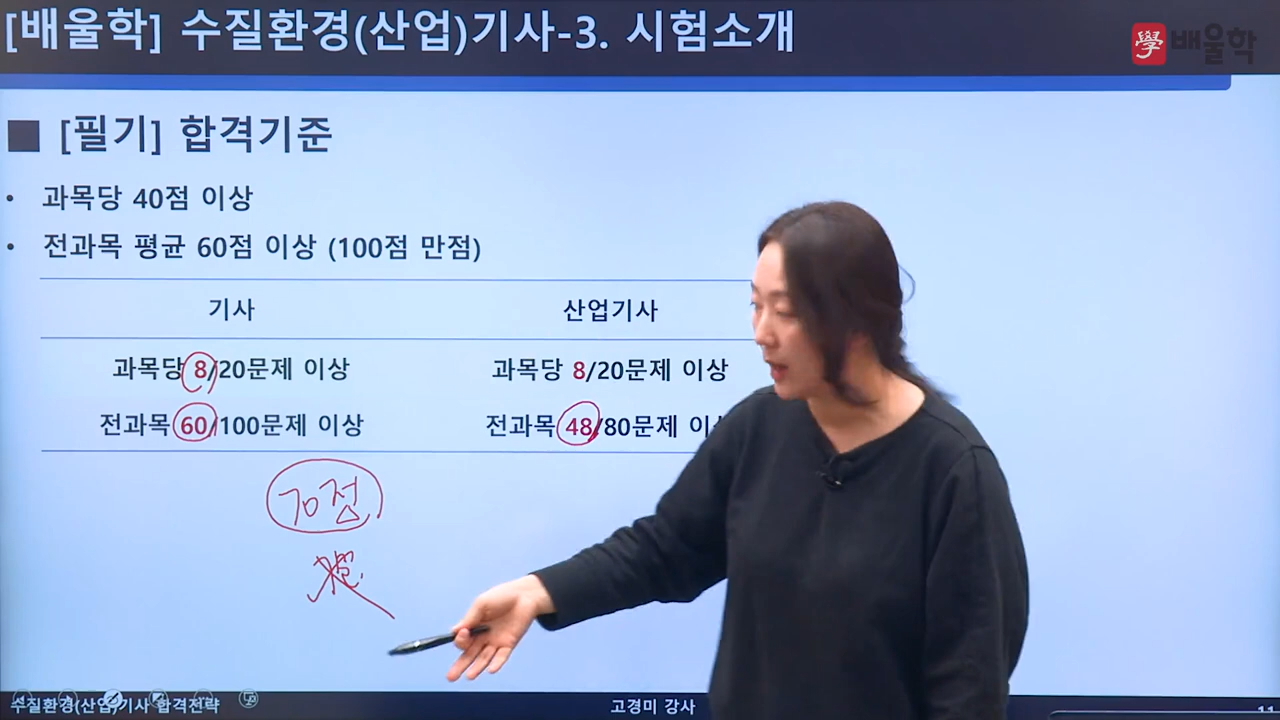 [배울학] 수질환경(산업)기사-3. 시험소개
學 배울학
■ [필기] 합격기준
• 과목당 40점 이상
• 전과목 평균 60점 이상 (100점 만점)
기사 산업기사
과목당 8/20문제 이상 과목당 8/20문제 이상
전과목 60/100문제 이상 전과목 48/80문제 이상
70점
수질환경(산업)기사 합격전략 고경미 강사 11